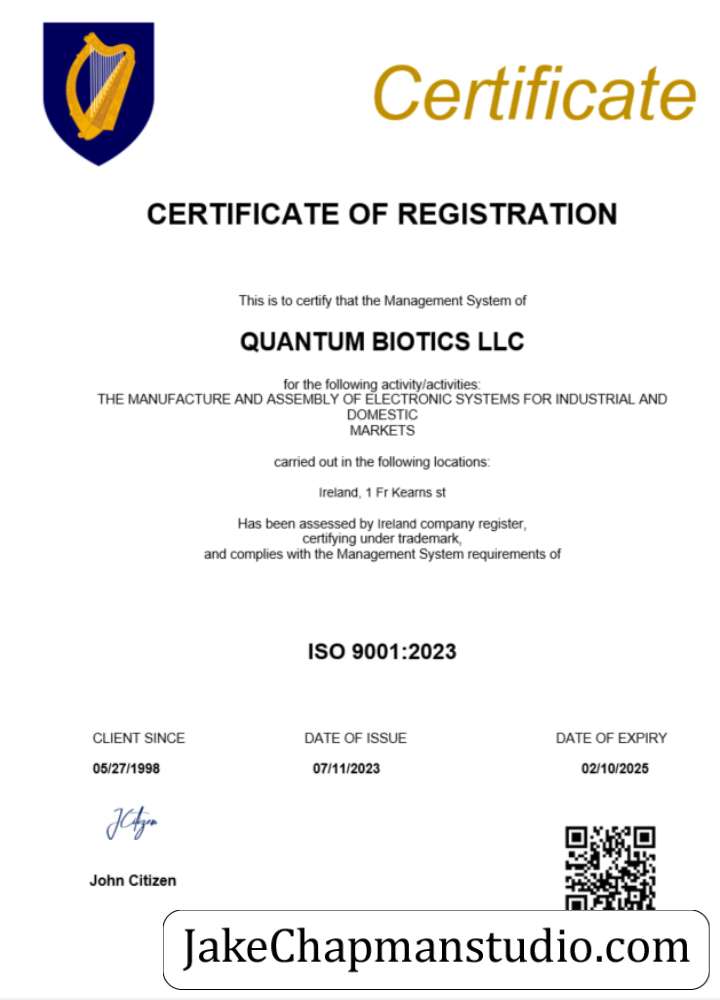 Certificate
CERTIFICATE OF REGISTRATION
This is to certify that the Management System of
QUANTUM BIOTICS LLC
for the following activity/activities:
THE MANUFACTURE AND ASSEMBLY OF ELECTRONIC SYSTEMS FOR INDUSTRIAL AND
DOMESTIC
MARKETS
carried out in the following locations:
Ireland, 1 Fr Kearns st
Has been assessed by Ireland company register,
certifying under trademark,
and complies with the Management System requirements of
ISO 9001:2023
CLIENT SINCE
05/27/1998
DATE OF ISSUE
07/11/2023
DATE OF EXPIRY
02/10/2025
JCitizen
John Citizen
JakeChapmanstudio.com